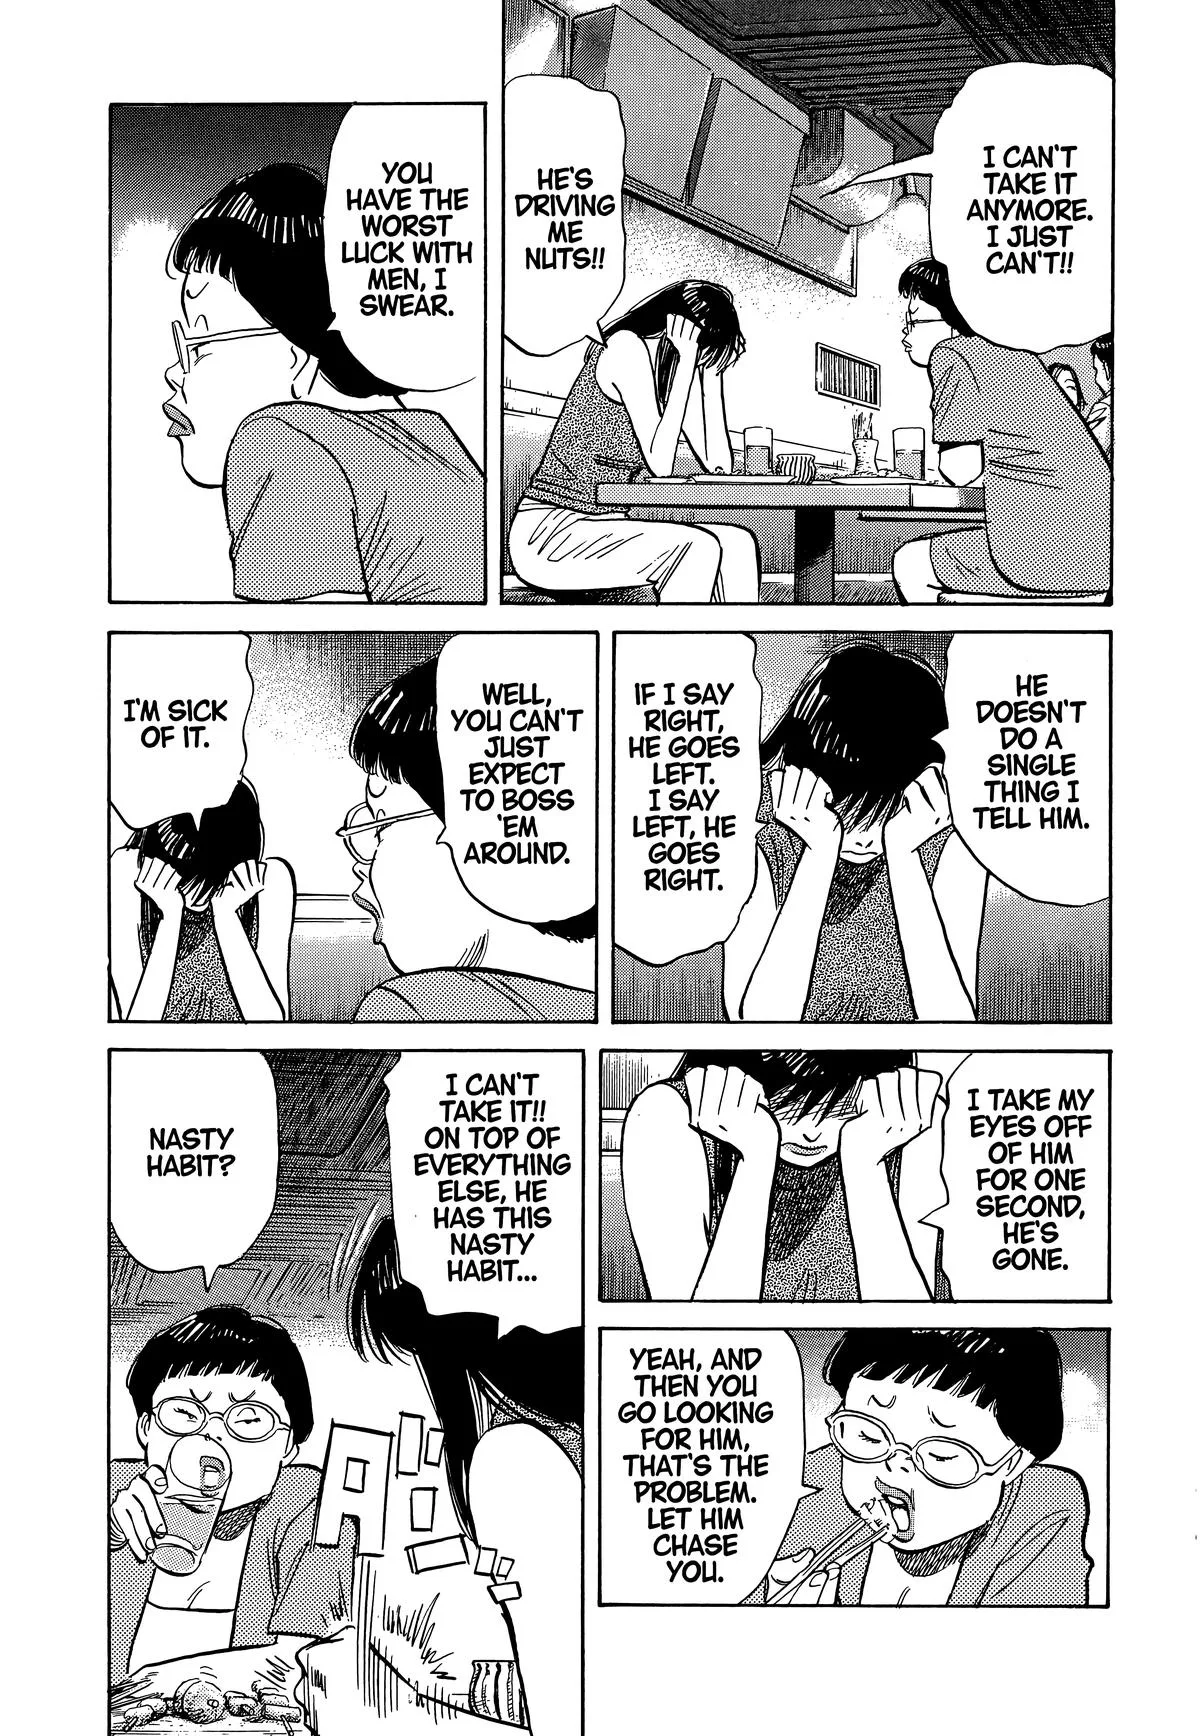 I CAN'T
TAKE IT
ANYMORE.
I JUST
CAN'T!!
HE'S
DRIVING
ME
NUTS!!
YOU
HAVE THE
WORST
LUCK WITH
MEN, I
SWEAR.
HE
DOESN'T
DO A
SINGLE
THING I
TELL HIM.
IF I SAY
RIGHT,
HE GOES
LEFT.
I SAY
LEFT, HE
GOES
RIGHT.
WELL,
YOU CAN'T
JUST
EXPECT
TO BOSS
'EM
AROUND.
I'M SICK
OF IT.
I TAKE MY
EYES OFF
OF HIM
FOR ONE
SECOND,
HE'S
GONE.
YEAH, AND
THEN YOU
GO LOOKING
FOR HIM,
THAT'S THE
PROBLEM.
LET HIM
CHASE
YOU.
I CAN'T
TAKE IT!!
ON TOP OF
EVERYTHING
ELSE, HE
HAS THIS
NASTY
HABIT...
NASTY
HABIT?